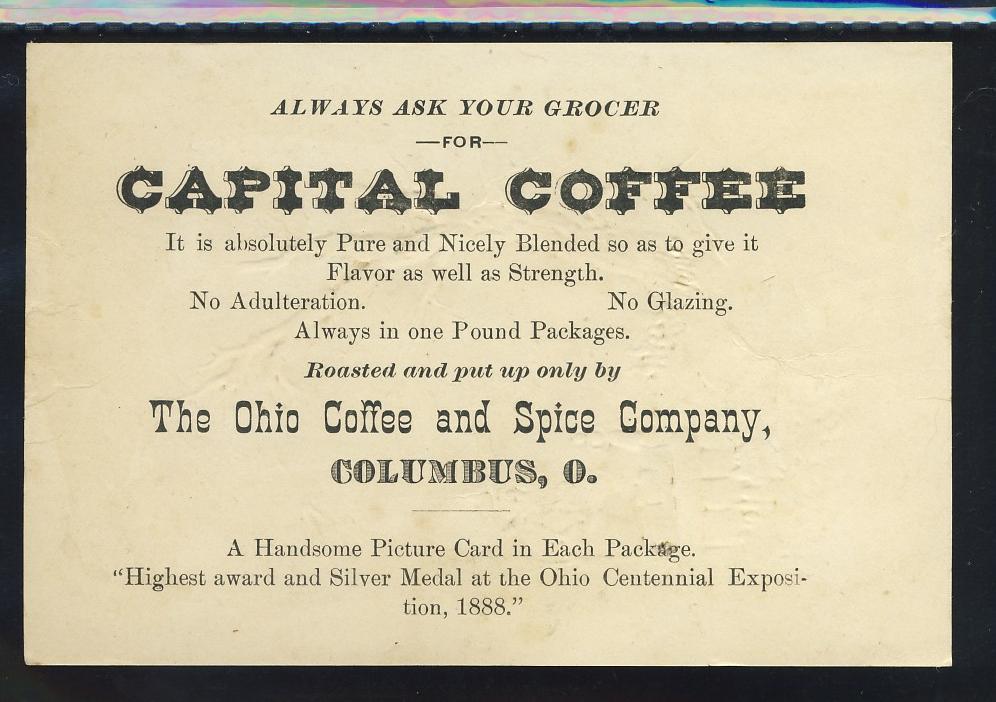 ALWAYS ASK YOUR GROCER
—FOR—
CAPITAL COFFEE
It is absolutely Pure and Nicely Blended so as to give it
Flavor as well as Strength.
No Adulteration. No Glazing.
Always in one Pound Packages.
Roasted and put up only by
The Ohio Coffee and Spice Company,
COLUMBUS, O.
A Handsome Picture Card in Each Package.
“Highest award and Silver Medal at the Ohio Centennial Exposi-
tion, 1888.”